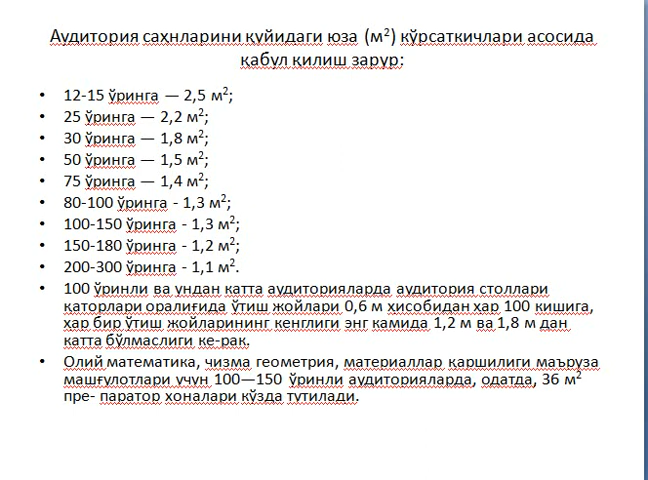 Аудитория саҳнларини қуйидаги юза (м²) кўрсаткичлари асосида
қабул қилиш зарур:
• 12-15 ўринга — 2,5 м²;
• 25 ўринга — 2,2 м²;
• 30 ўринга — 1,8 м²;
• 50 ўринга — 1,5 м²;
• 75 ўринга — 1,4 м²;
• 80-100 ўринга - 1,3 м²;
• 100-150 ўринга - 1,3 м²;
• 150-180 ўринга - 1,2 м²;
• 200-300 ўринга - 1,1 м².
• 100 ўринли ва ундан катта аудиторияларда аудитория столлари
қаторлари оралиғида ўтиш жойлари 0,6 м ҳисобидан ҳар 100 кишига,
ҳар бир ўтиш жойларининг кенглиги энг камида 1,2 м ва 1,8 м дан
катта бўлмаслиги ке-рак.
• Олий математика, чизма геометрия, материаллар қаршилиги маъруза
машғулотлари учун 100—150 ўринли аудиторияларда, одатда, 36 м²
пре- паратор хоналари кўзда тутилади.